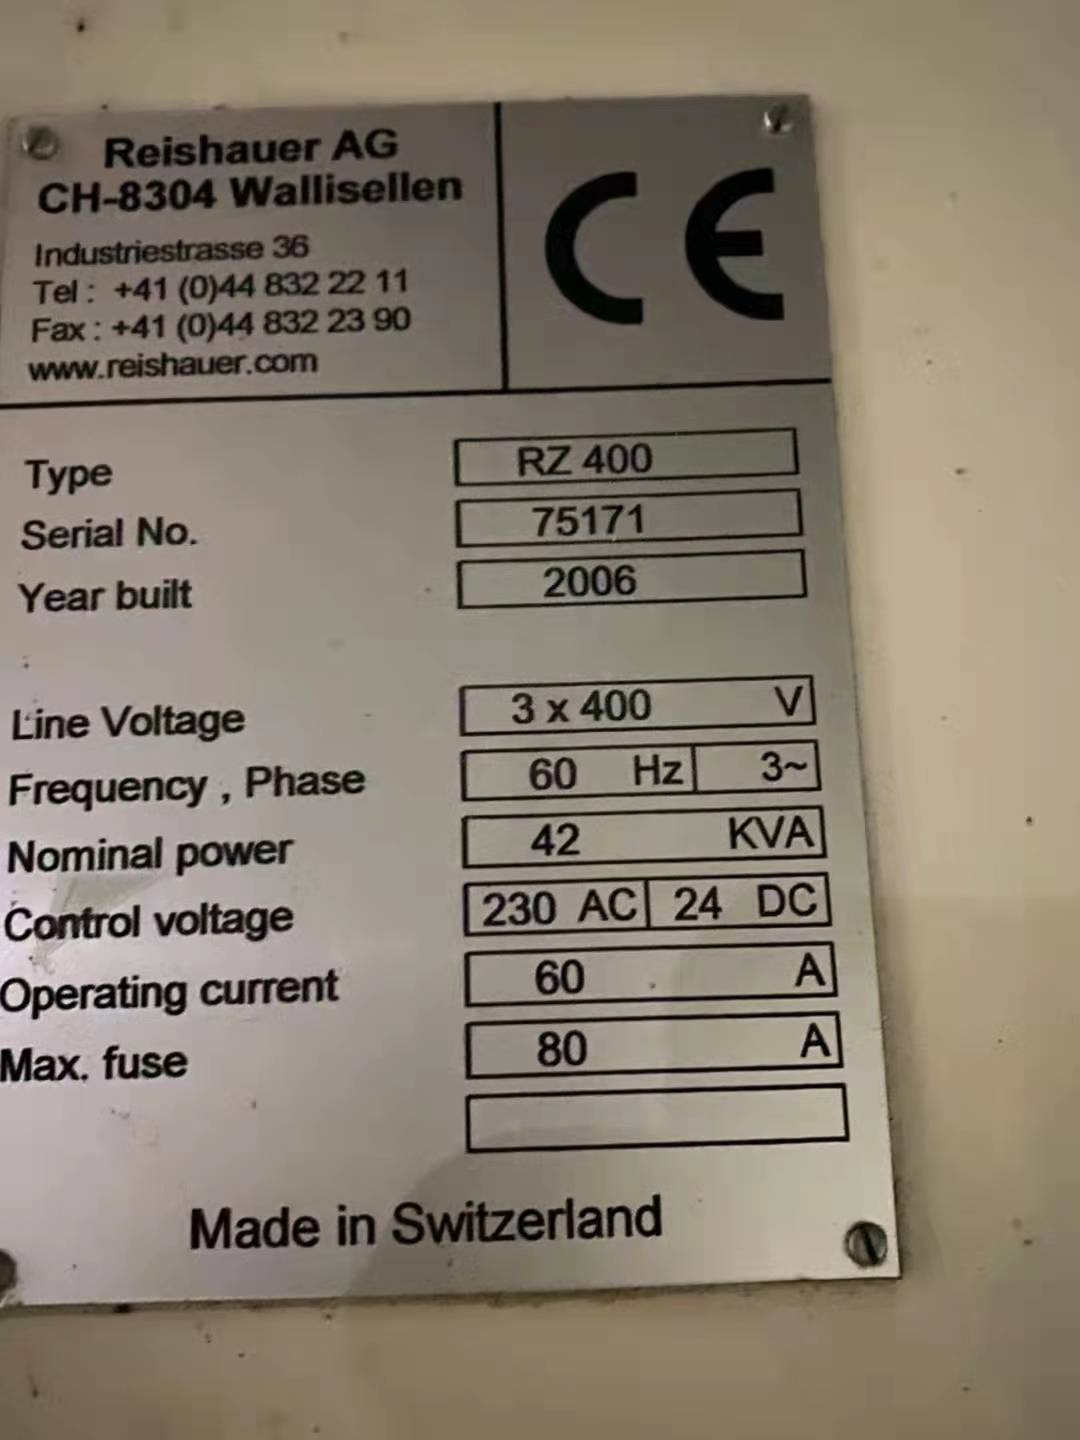 Reishauer AG
CH-8304 Wallisellen
Industriestrasse 36
Tel : +41 (0)44 832 22 11
Fax : +41 (0)44 832 23 90
www.reishauer.com
CE
Type RZ 400
Serial No. 75171
Year built 2006
Line Voltage 3 x 400 V
Frequency , Phase 60 Hz 3~
Nominal power 42 KVA
Control voltage 230 AC 24 DC
Operating current 60 A
Max. fuse 80 A
Made in Switzerland